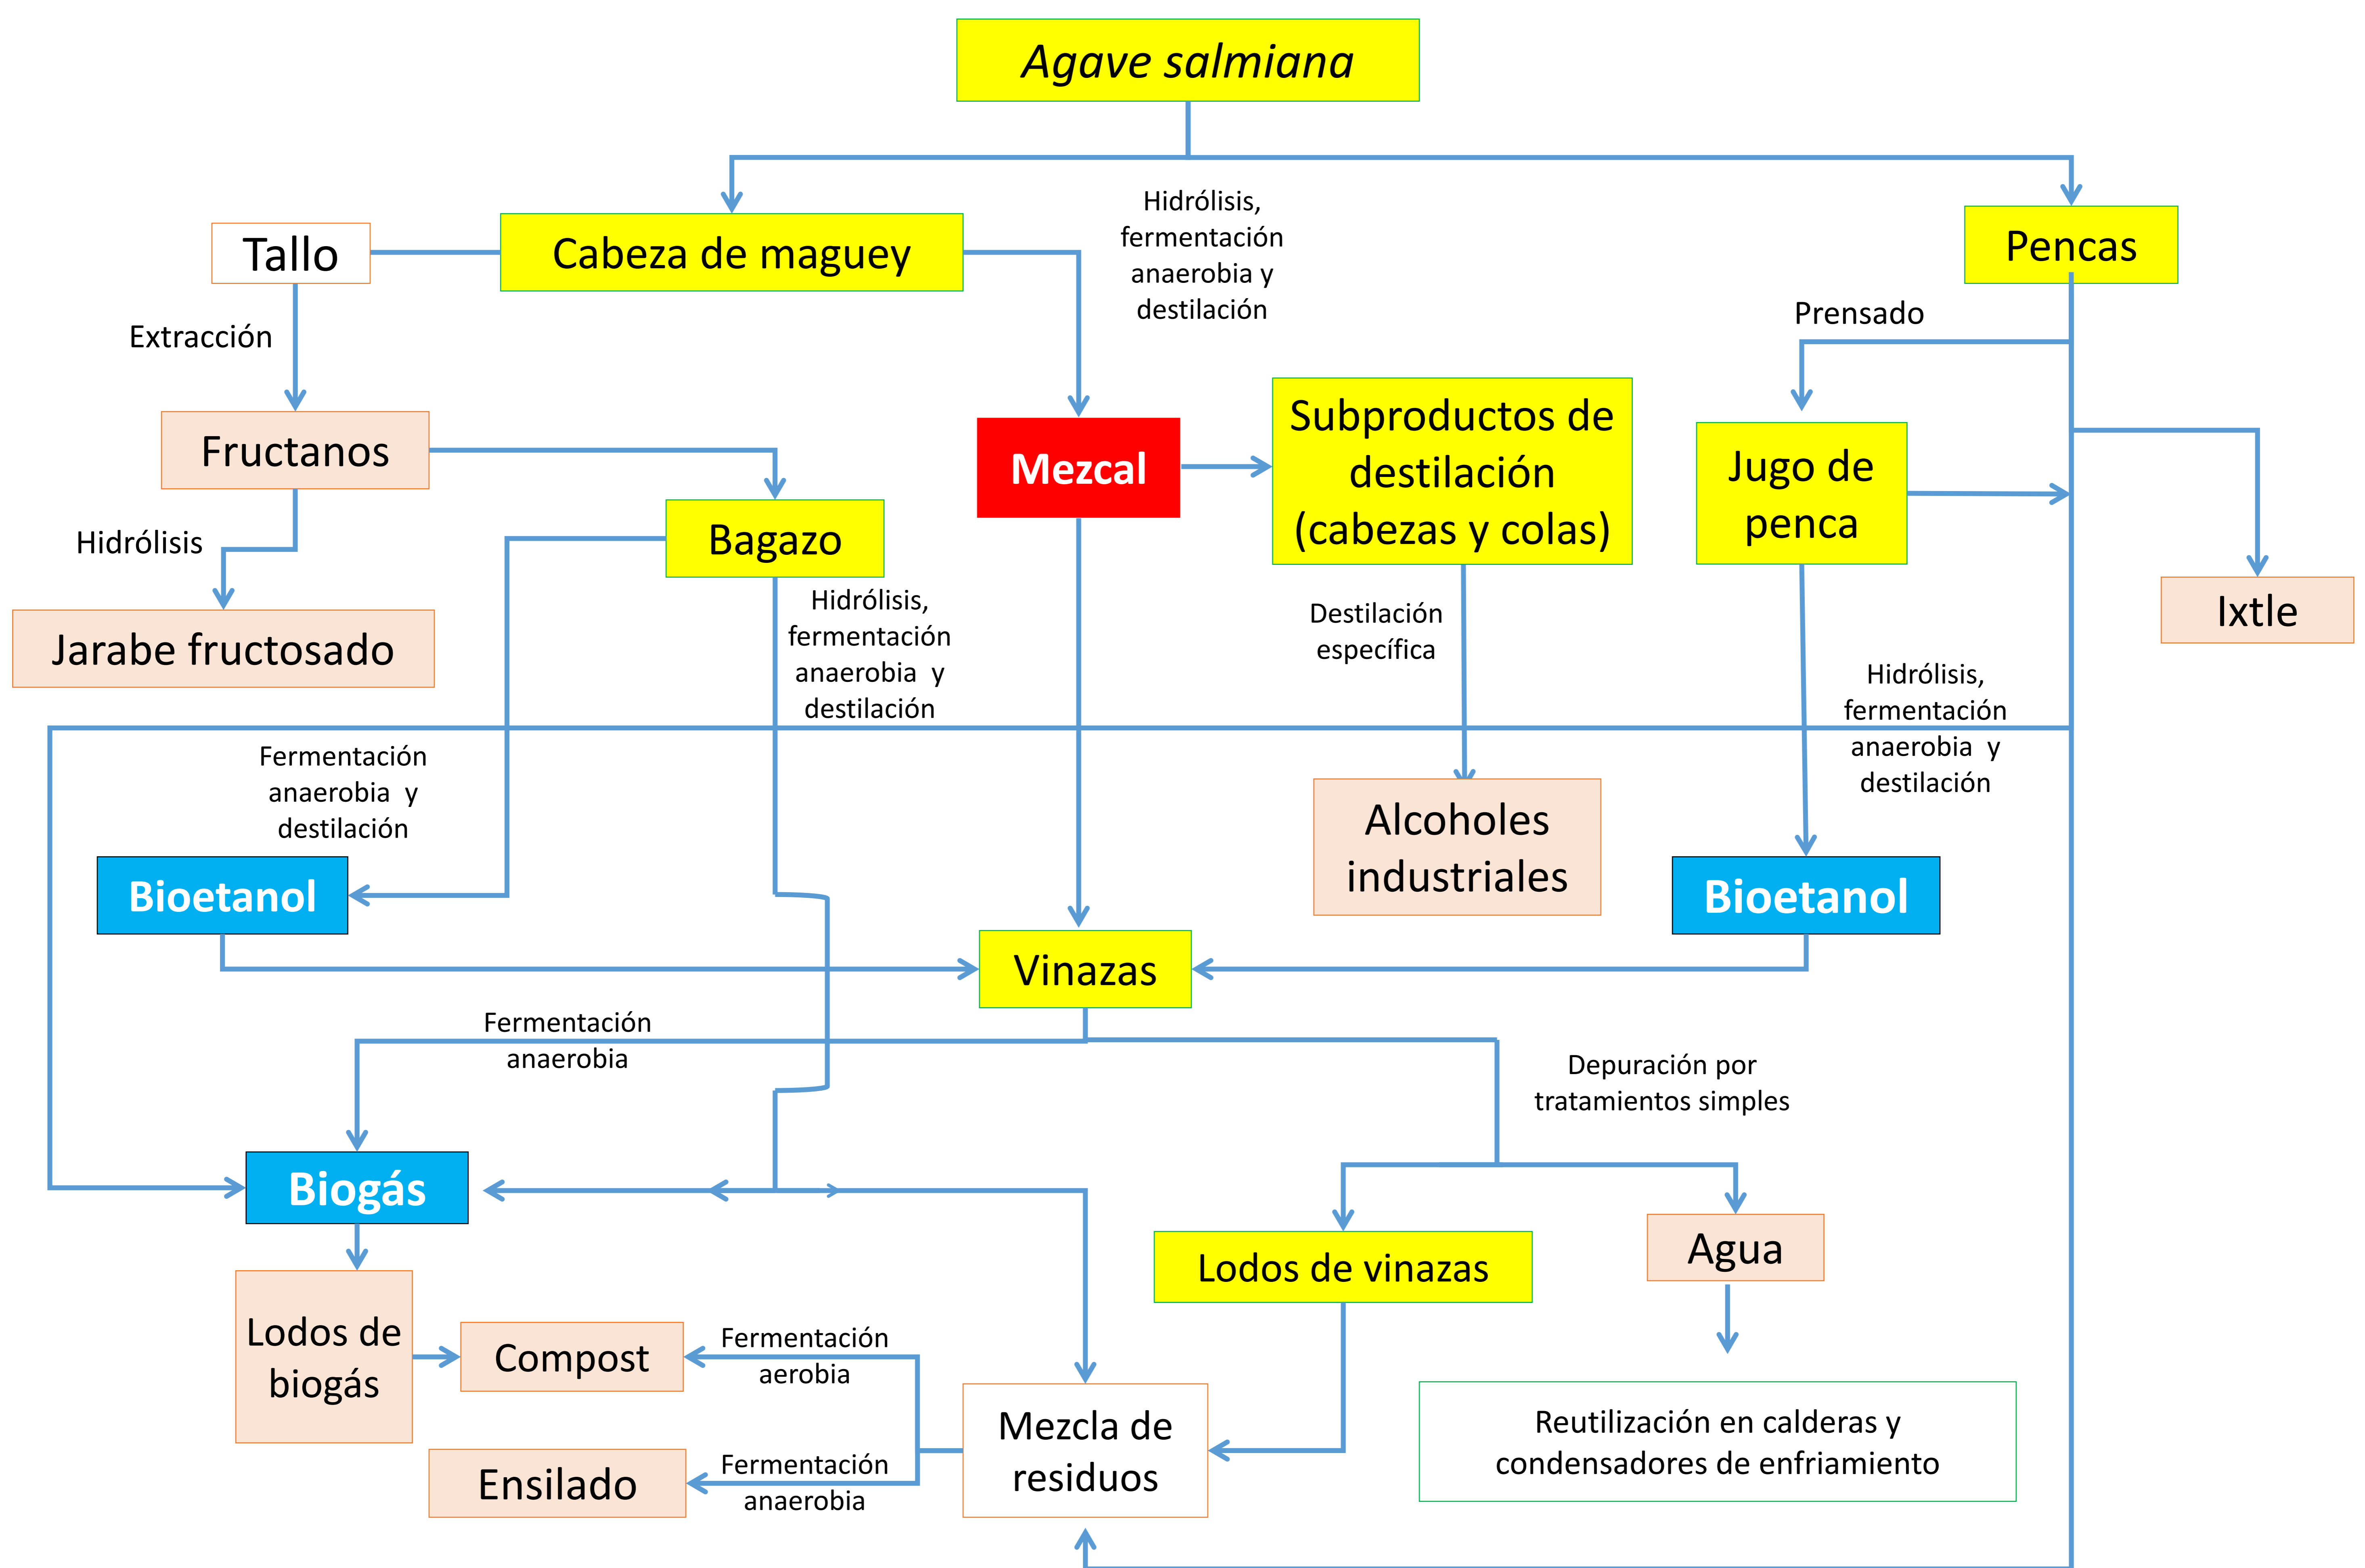 Agave salmiana
Tallo
Cabeza de maguey
Hidrólisis,
fermentación
anaerobia y
destilación
Pencas
Extracción
Prensado
Fructanos
Mezcal
Subproductos de
destilación
(cabezas y colas)
Jugo de
penca
Hidrólisis
Bagazo
Ixtle
Jarabe fructosado
Hidrólisis,
fermentación
anaerobia y
destilación
Destilación
específica
Hidrólisis,
fermentación
anaerobia y
destilación
Fermentación
anaerobia y
destilación
Alcoholes
industriales
Bioetanol
Bioetanol
Vinazas
Fermentación
anaerobia
Depuración por
tratamientos simples
Biogás
Lodos de vinazas
Agua
Lodos de
biogás
Compost
Fermentación
aerobia
Mezcla de
residuos
Reutilización en calderas y
condensadores de enfriamiento
Ensilado
Fermentación
anaerobia